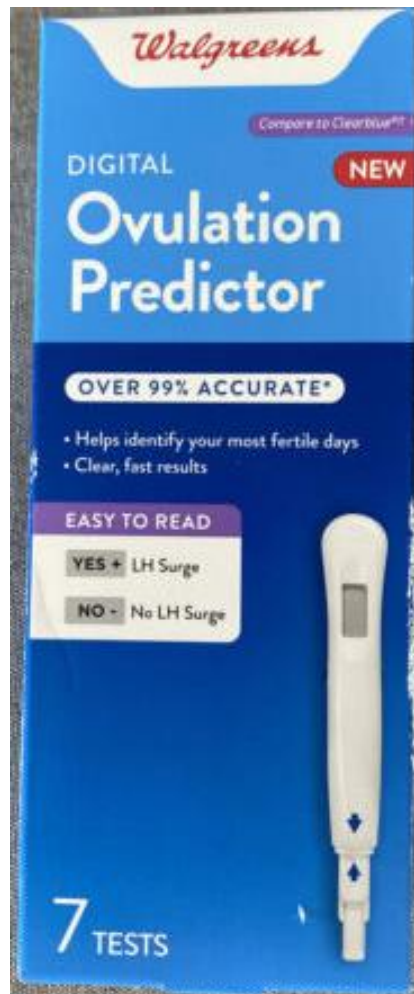 Walgreens
Compare to Clearblue®††
DIGITAL
NEW
Ovulation
Predictor
OVER 99% ACCURATE*
• Helps identify your most fertile days
• Clear, fast results
EASY TO READ
YES + LH Surge
NO - No LH Surge
7 TESTS